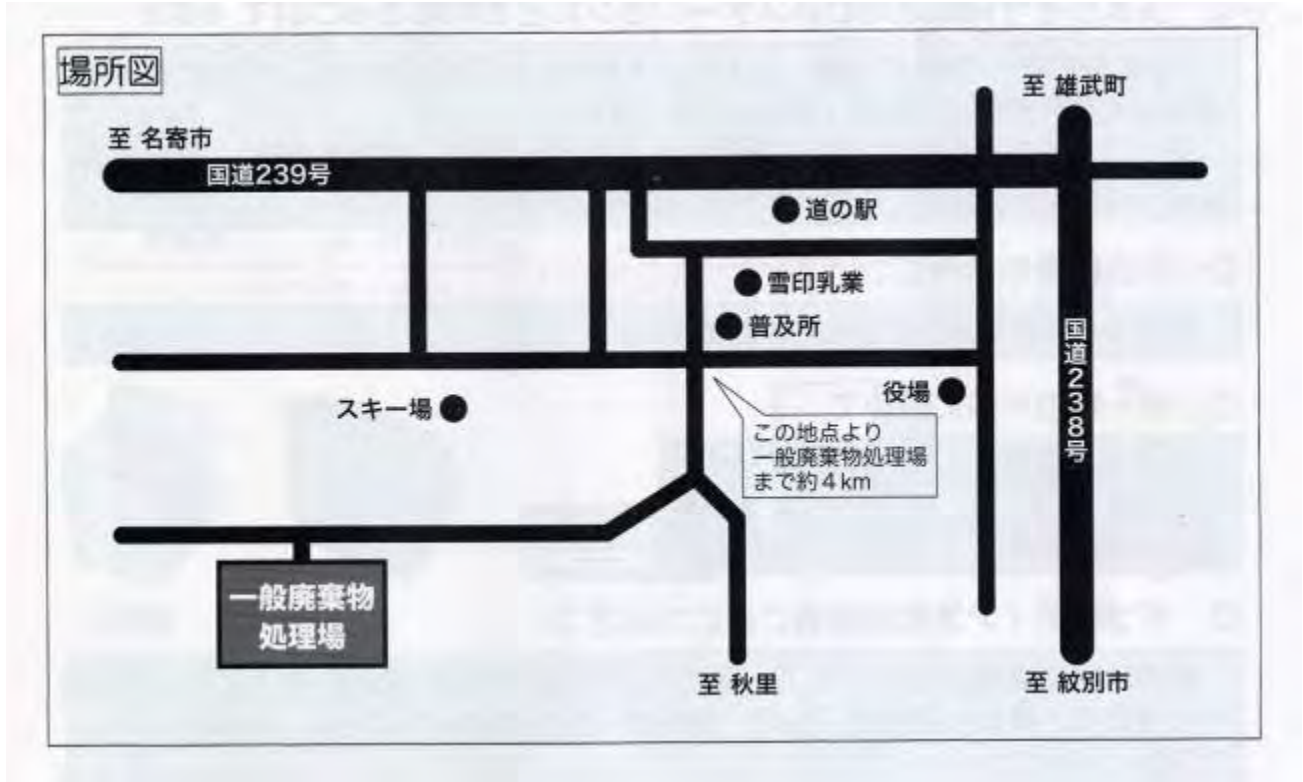 場所図
至 雄武町
至 名寄市
国道239号
道の駅
雪印乳業
普及所
国道238号
役場
スキー場
この地点より
一般廃棄物処理場
まで約4km
一般廃棄物
処理場
至 秋里
至 紋別市